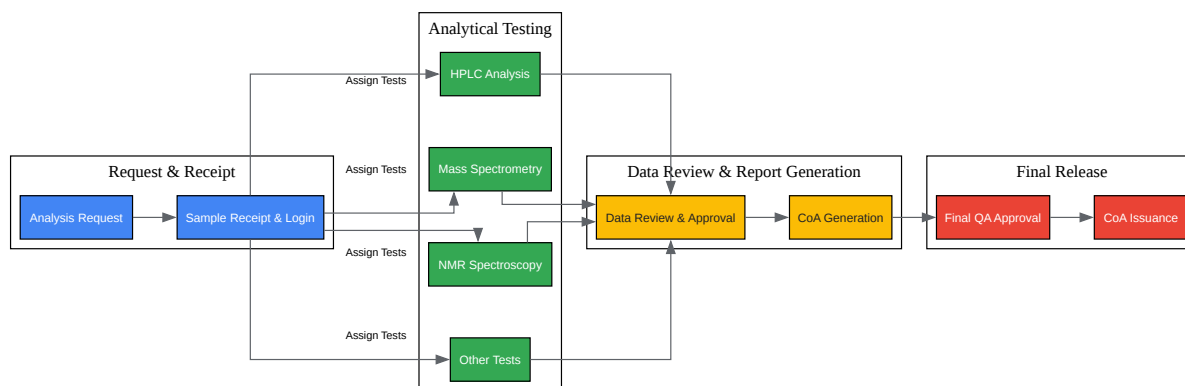 Analytical Testing
HPLC Analysis
Assign Tests
Assign Tests
Mass Spectrometry
Request & Receipt
Data Review & Report Generation
Final Release
Analysis Request
Sample Receipt & Login
Data Review & Approval
CoA Generation
Final QA Approval
CoA Issuance
Assign Tests
NMR Spectroscopy
Assign Tests
Other Tests